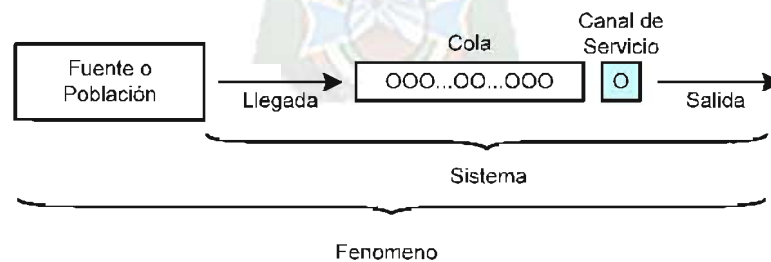 Canal de
Servicio
Cola
Fuente o
Población
OOO...OO...OOO
O
Llegada
Salida
Sistema
Fenomeno